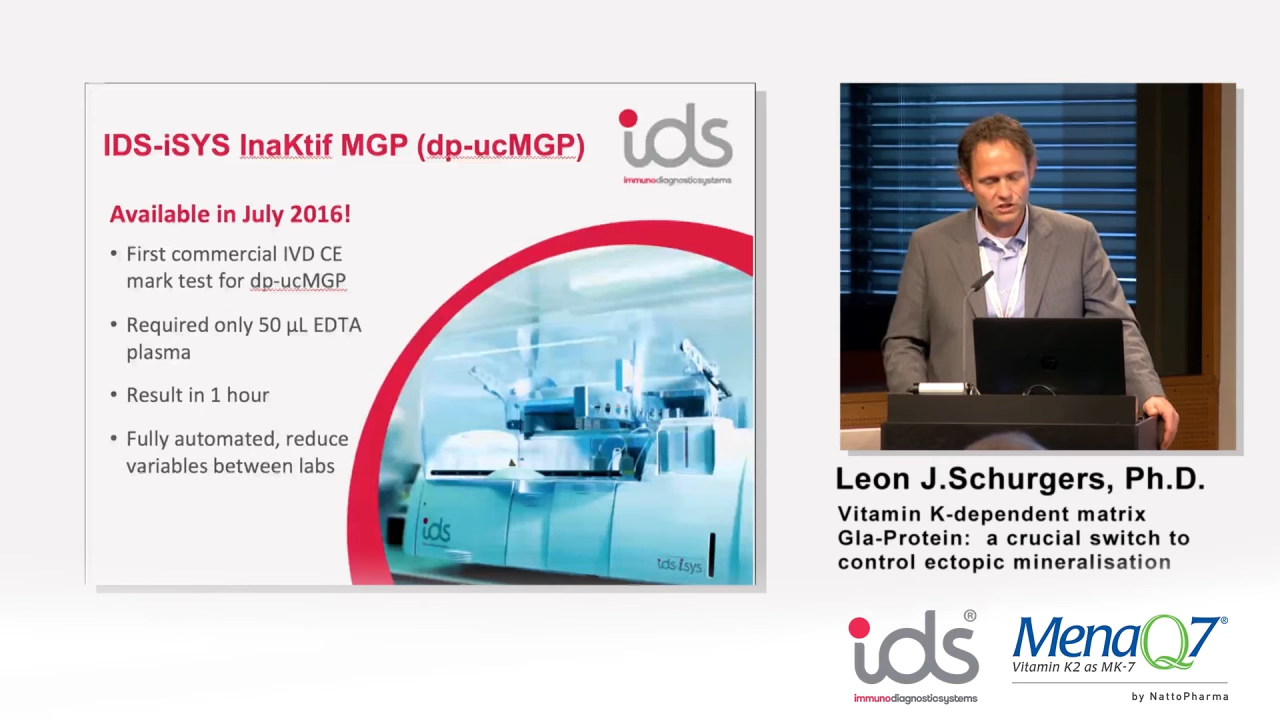 IDS-iSYS InaKtif MGP (dp-ucMGP)
ids
immunodiagnosticsystems
Available in July 2016!
• First commercial IVD CE
mark test for dp-ucMGP
• Required only 50 µL EDTA
plasma
• Result in 1 hour
• Fully automated, reduce
variables between labs
ids
ids isys
Leon J.Schurgers, Ph.D.
Vitamin K-dependent matrix
Gla-Protein: a crucial switch to
control ectopic mineralisation
ids®
immunodiagnosticsystems
MenaQ7®
Vitamin K2 as MK-7
by NattoPharma